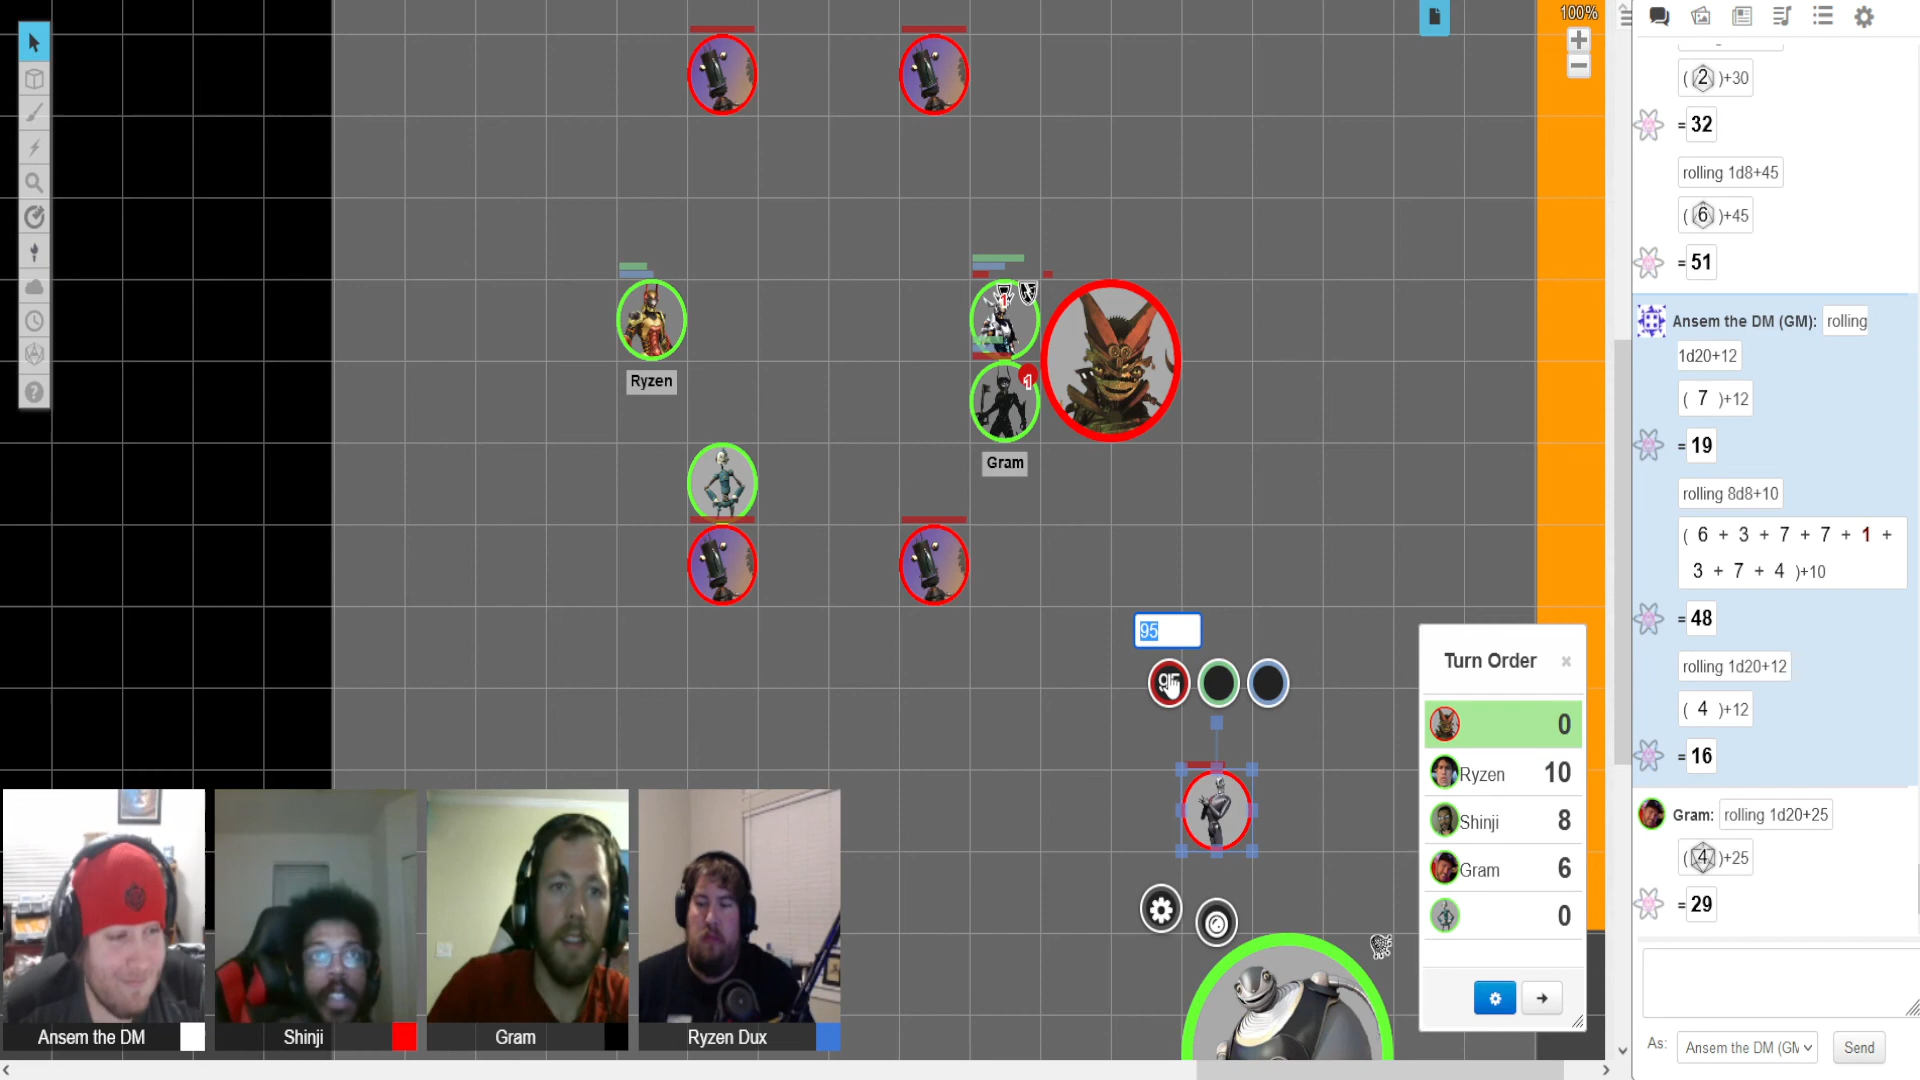 100%
( 2 )+30
= 32
rolling 1d8+45
( 6 )+45
= 51
Ansem the DM (GM): rolling
1d20+12
( 7 )+12
= 19
rolling 8d8+10
( 6 + 3 + 7 + 7 + 1 +
3 + 7 + 4 )+10
= 48
rolling 1d20+12
( 4 )+12
= 16
Gram: rolling 1d20+25
( 4 )+25
= 29
As: Ansem the DM (GM
Send
1
Ryzen
1
Gram
95
95
Turn Order ×
0
Ryzen 10
Shinji 8
Gram 6
0
Ansem the DM
Shinji
Gram
Ryzen Dux